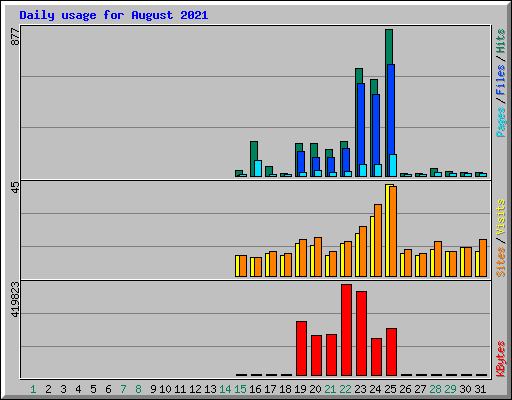 Daily usage for August 2021
877
Pages / Files / Hits
45
Sites / Visits
419823
KBytes
1 2 3 4 5 6 7 8 9 10 11 12 13 14 15 16 17 18 19 20 21 22 23 24 25 26 27 28 29 30 31